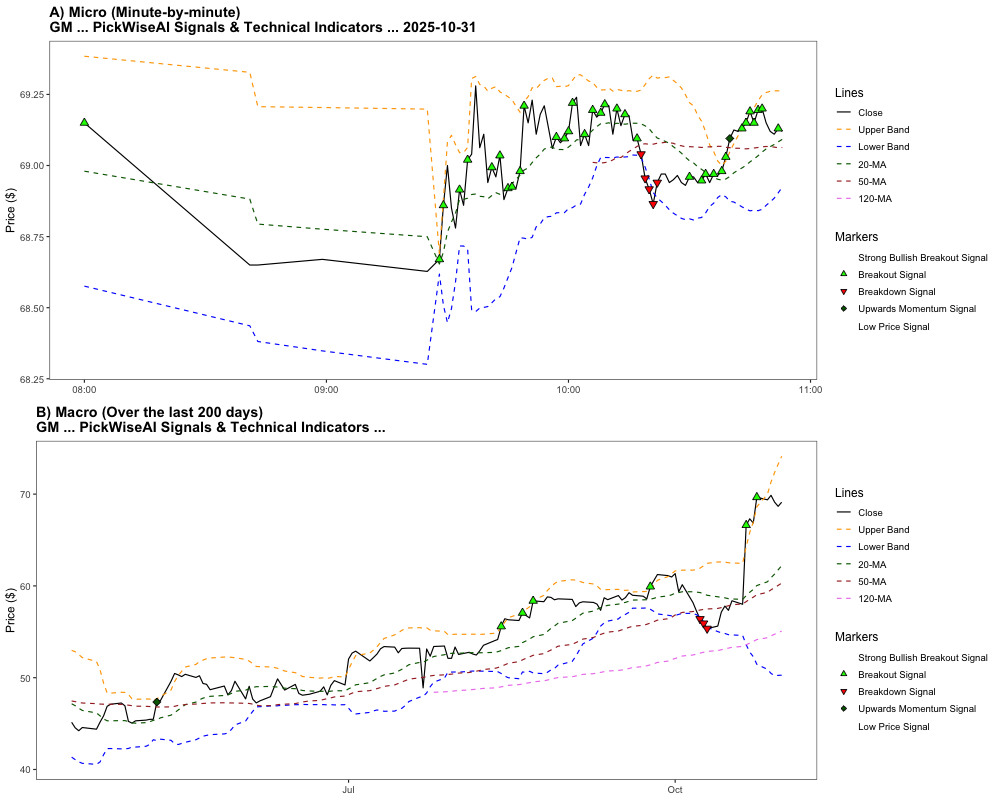 A) Micro (Minute-by-minute)
GM ... PickWiseAI Signals & Technical Indicators ... 2025-10-31
Price ($)
69.25
69.00
68.75
68.50
68.25
08:00
09:00
10:00
11:00
Lines
Close
Upper Band
Lower Band
20-MA
50-MA
120-MA
Markers
Strong Bullish Breakout Signal
Breakout Signal
Breakdown Signal
Upwards Momentum Signal
Low Price Signal
B) Macro (Over the last 200 days)
GM ... PickWiseAI Signals & Technical Indicators ...
Price ($)
70
60
50
40
Jul
Oct
Lines
Close
Upper Band
Lower Band
20-MA
50-MA
120-MA
Markers
Strong Bullish Breakout Signal
Breakout Signal
Breakdown Signal
Upwards Momentum Signal
Low Price Signal